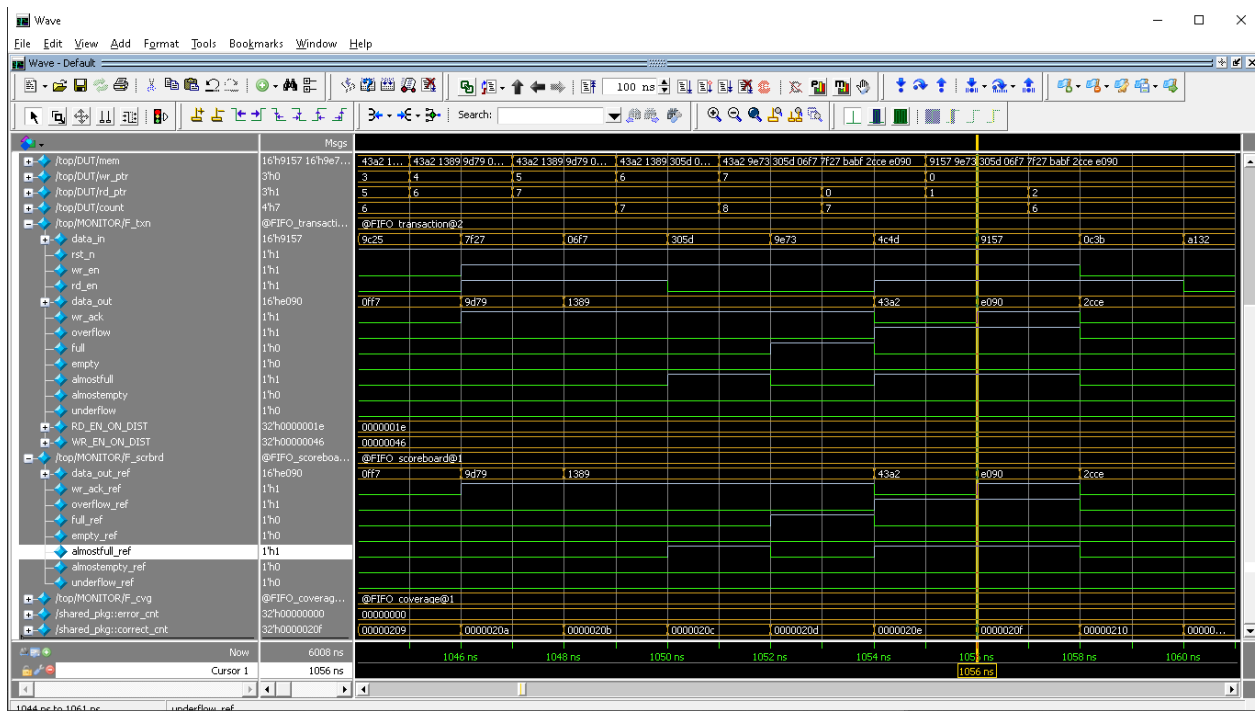 Wave
File Edit View Add Format Tools Bookmarks Window Help
Wave - Default
100 ns
Search:
Msgs
/top/DUT/mem 16'h9157 16'h9e7... 43a2 1... 43a2 1389 9d79 0... 43a2 1389 9d79 0... 43a2 1389 305d 0... 43a2 9e73 305d 06f7 7f27 babf 2cce e090 9157 9e73 305d 06f7 7f27 babf 2cce e090
/top/DUT/wr_ptr 3'h0 3 4 5 6 7 0
/top/DUT/rd_ptr 3'h1 5 6 7 0 1 2
/top/DUT/count 4'h7 6 7 8 7 6
/top/MONITOR/F_txn @FIFO_transacti... @FIFO_transaction@2
data_in 16'h9157 9c25 7f27 06f7 305d 9e73 4c4d 9157 0c3b a132
rst_n 1'h1
wr_en 1'h1
rd_en 1'h1
data_out 16'he090 0ff7 9d79 1389 43a2 e090 2cce
wr_ack 1'h1
overflow 1'h1
full 1'h0
empty 1'h0
almostfull 1'h1
almostempty 1'h0
underflow 1'h0
RD_EN_ON_DIST 32'h0000001e 0000001e
WR_EN_ON_DIST 32'h00000046 00000046
/top/MONITOR/F_scrbrd @FIFO_scoreboa... @FIFO_scoreboard@1
data_out_ref 16'he090 0ff7 9d79 1389 43a2 e090 2cce
wr_ack_ref 1'h1
overflow_ref 1'h1
full_ref 1'h0
empty_ref 1'h0
almostfull_ref 1'h1
almostempty_ref 1'h0
underflow_ref 1'h0
/top/MONITOR/F_cvg @FIFO_coverag... @FIFO_coverage@1
/shared_pkg::error_cnt 32'h00000000 00000000
/shared_pkg::correct_cnt 32'h0000020f 00000209 0000020a 0000020b 0000020c 0000020d 0000020e 0000020f 00000210 00000...
Now 6008 ns 1046 ns 1048 ns 1050 ns 1052 ns 1054 ns 1056 ns 1058 ns 1060 ns
Cursor 1 1056 ns 1056 ns
1044 ns to 1061 ns underflow_ref